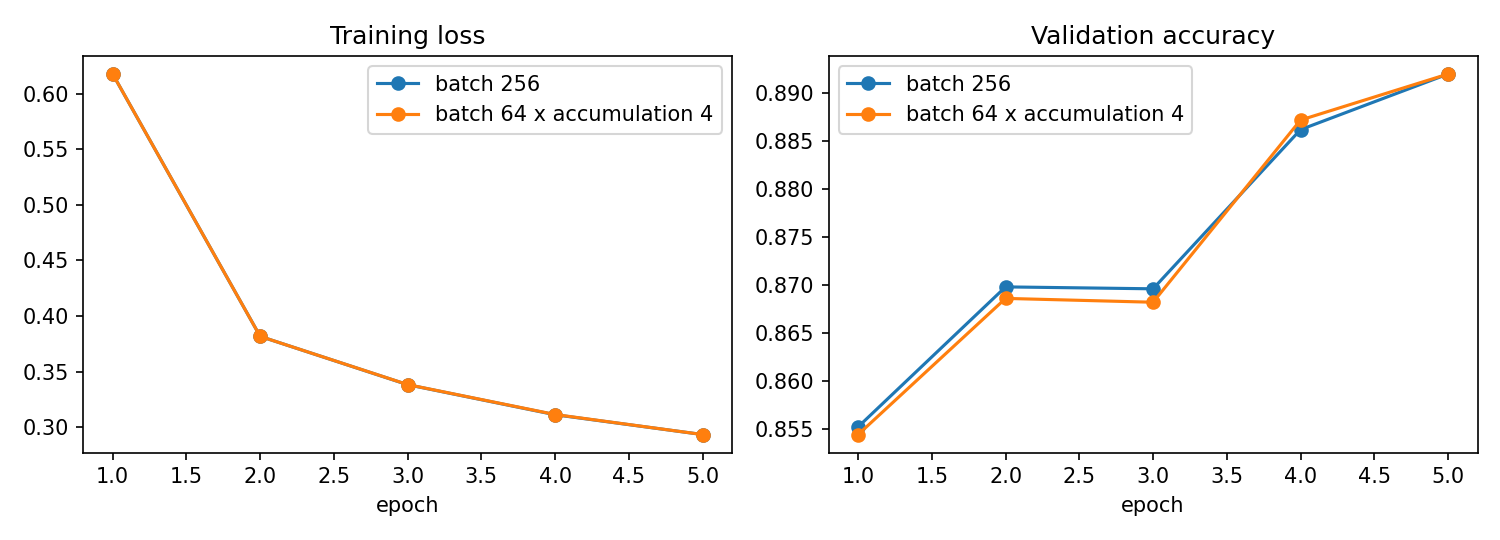 Training loss
batch 256
batch 64 x accumulation 4
0.60
0.55
0.50
0.45
0.40
0.35
0.30
1.0 1.5 2.0 2.5 3.0 3.5 4.0 4.5 5.0
epoch
Validation accuracy
batch 256
batch 64 x accumulation 4
0.890
0.885
0.880
0.875
0.870
0.865
0.860
0.855
1.0 1.5 2.0 2.5 3.0 3.5 4.0 4.5 5.0
epoch